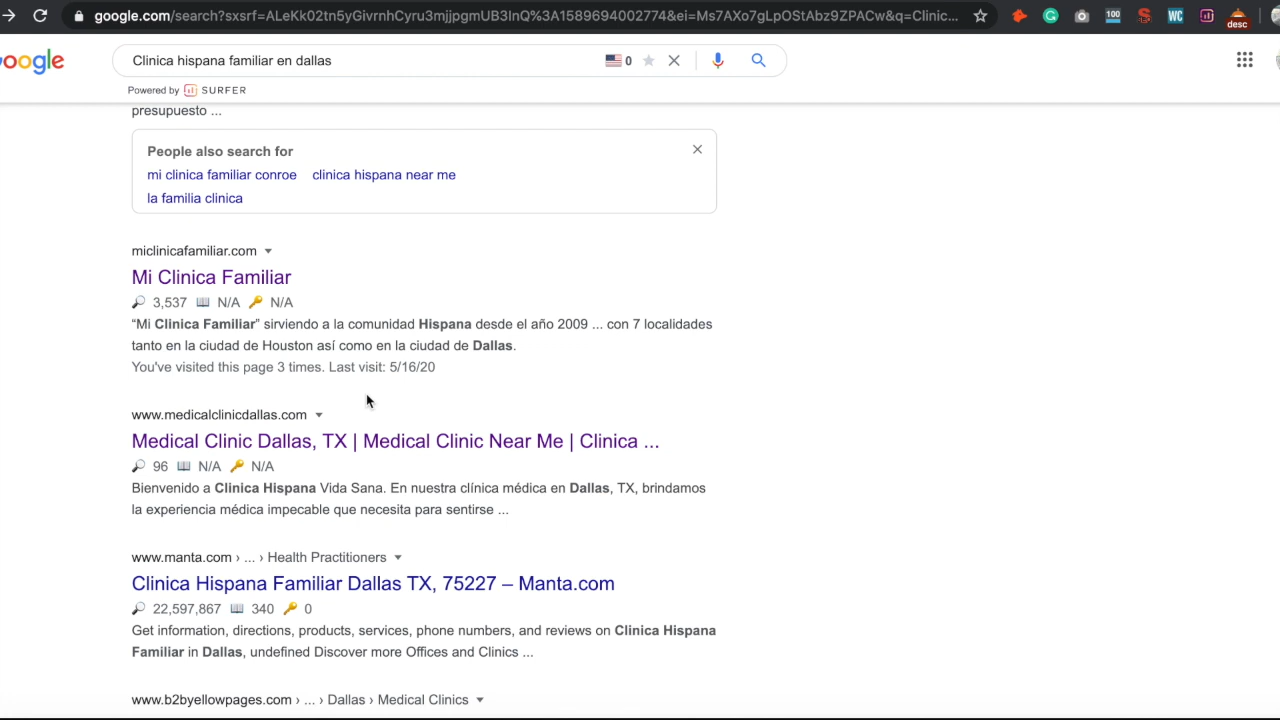 google.com/search?sxsrf=ALeKk02tn5yGivrnhCyru3mjjpgmUB3InQ%3A1589694002774&ei=Ms7AXo7gLpOStAbz9ZPACw&q=Clinic...
100
WC
desc
oogle
Clinica hispana familiar en dallas
0
Powered by SURFER
presupuesto ...
People also search for
mi clinica familiar conroe clinica hispana near me
la familia clinica
miclinicafamiliar.com
Mi Clinica Familiar
3,537 N/A N/A
“Mi Clinica Familiar” sirviendo a la comunidad Hispana desde el año 2009 ... con 7 localidades
tanto en la ciudad de Houston así como en la ciudad de Dallas.
You've visited this page 3 times. Last visit: 5/16/20
www.medicalclinicdallas.com
Medical Clinic Dallas, TX | Medical Clinic Near Me | Clinica ...
96 N/A N/A
Bienvenido a Clinica Hispana Vida Sana. En nuestra clínica médica en Dallas, TX, brindamos
la experiencia médica impecable que necesita para sentirse ...
www.manta.com › ... › Health Practitioners
Clinica Hispana Familiar Dallas TX, 75227 – Manta.com
22,597,867 340 0
Get information, directions, products, services, phone numbers, and reviews on Clinica Hispana
Familiar in Dallas, undefined Discover more Offices and Clinics ...
www.b2byellowpages.com › ... › Dallas › Medical Clinics